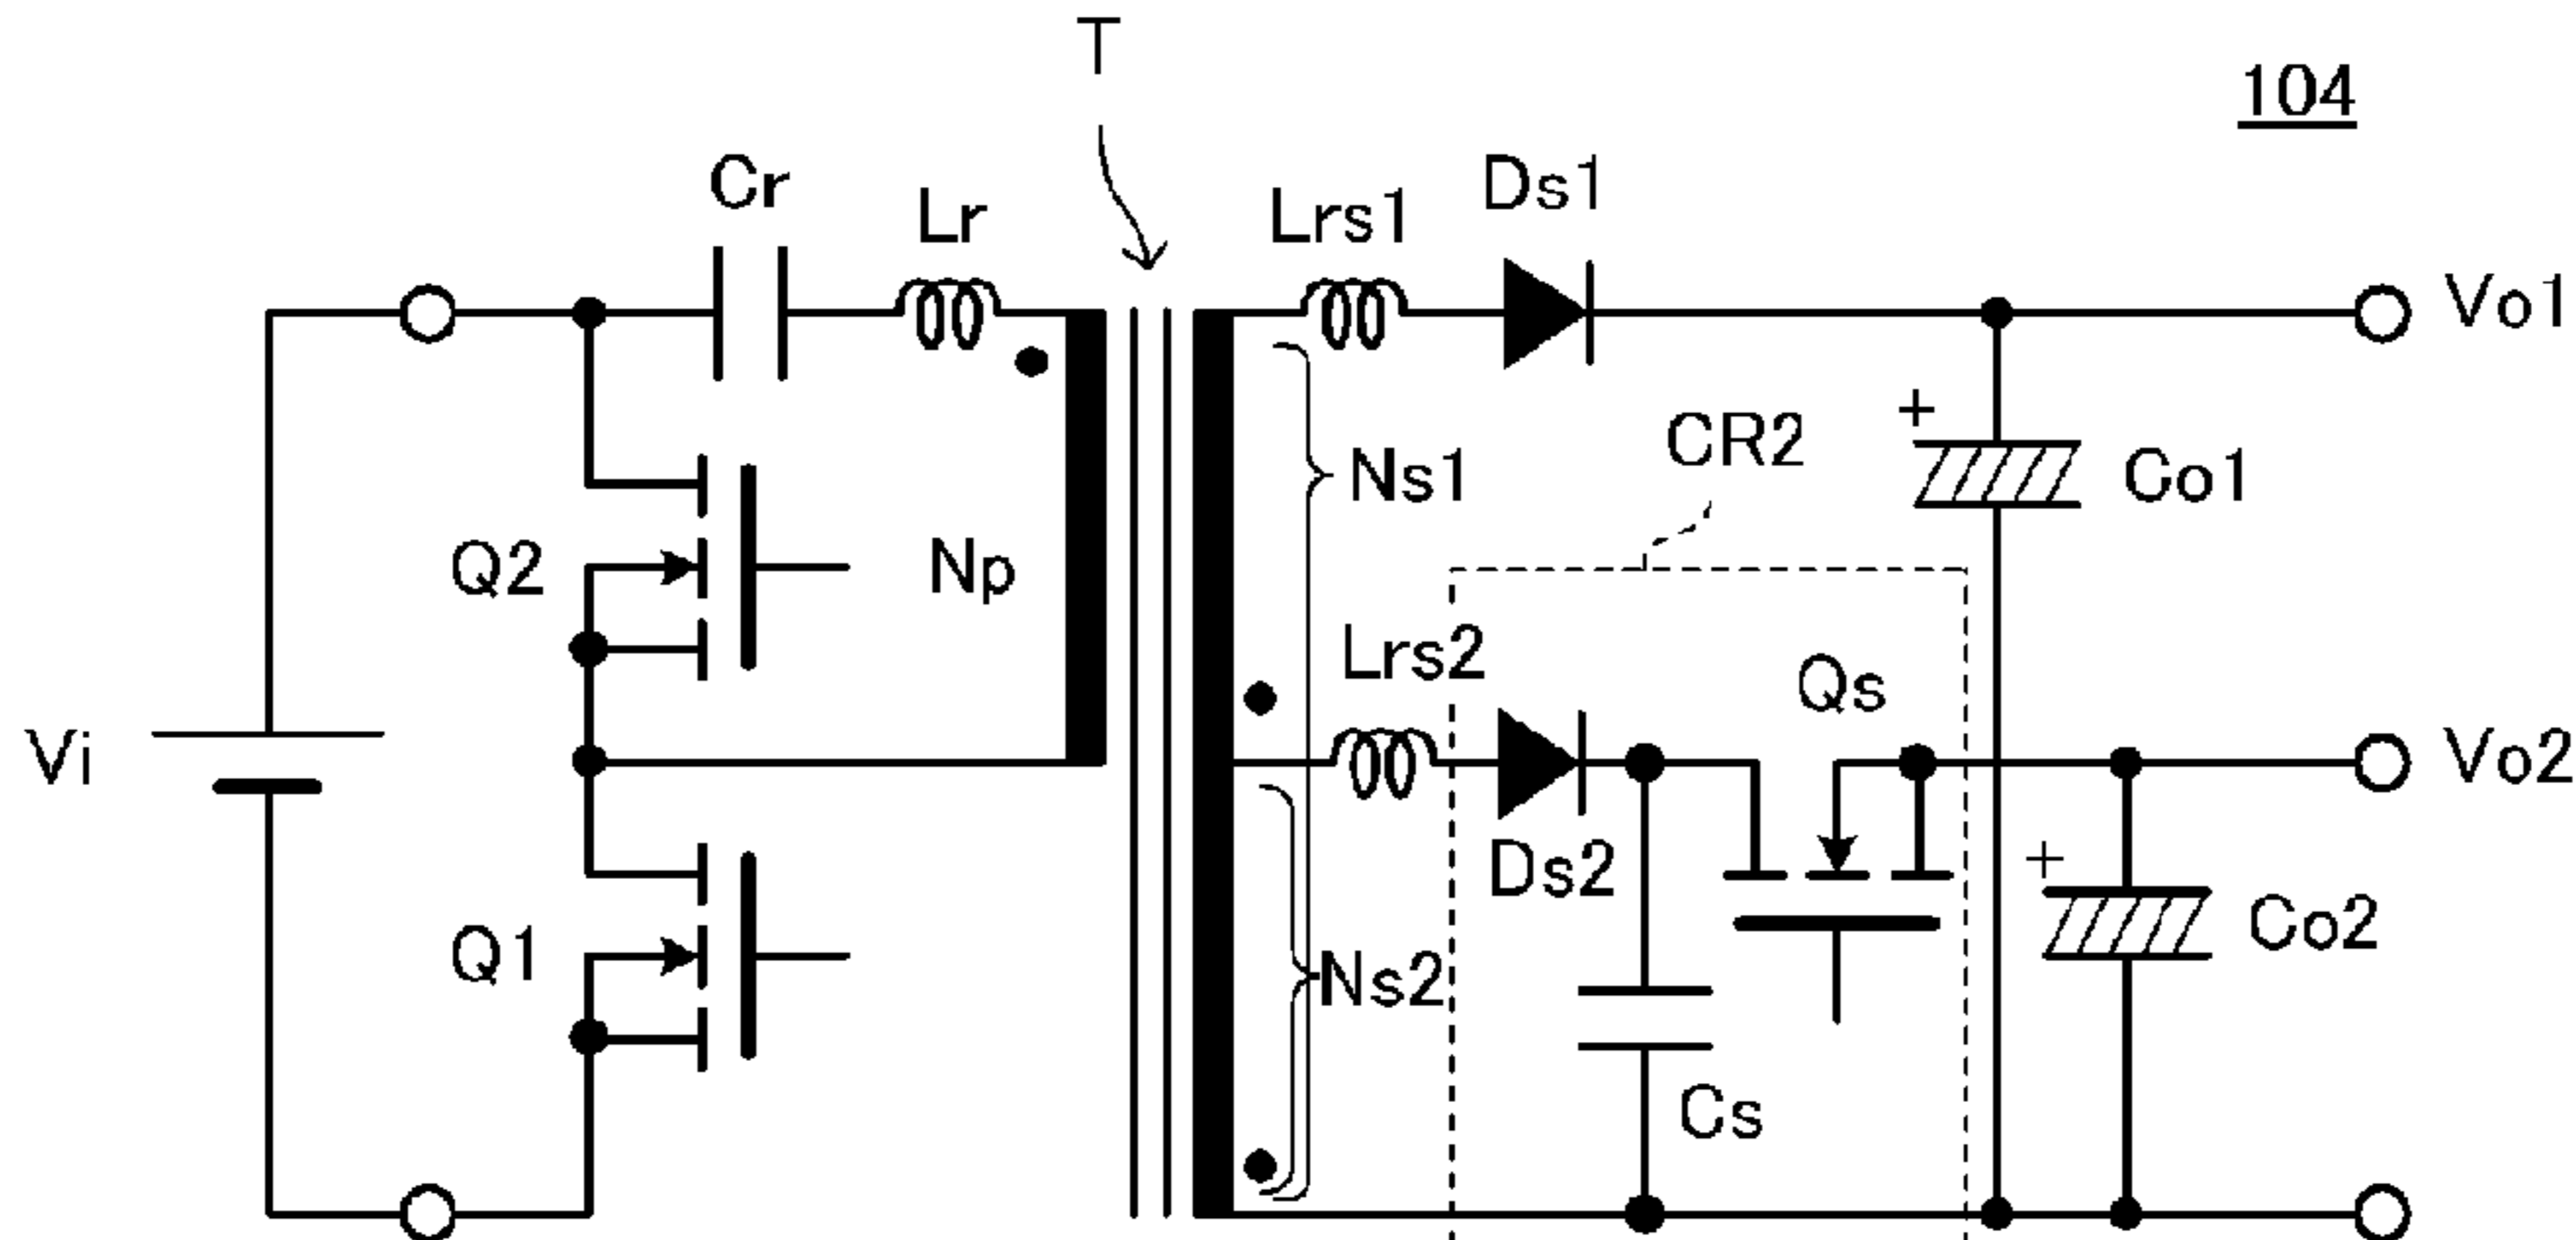 T
104
Cr
Lr
Lrs1
Ds1
Vo1
+
CR2
Ns1
Co1
Q2
Np
Lrs2
Qs
Vi
Vo2
Ds2
+
Q1
Ns2
Co2
Cs